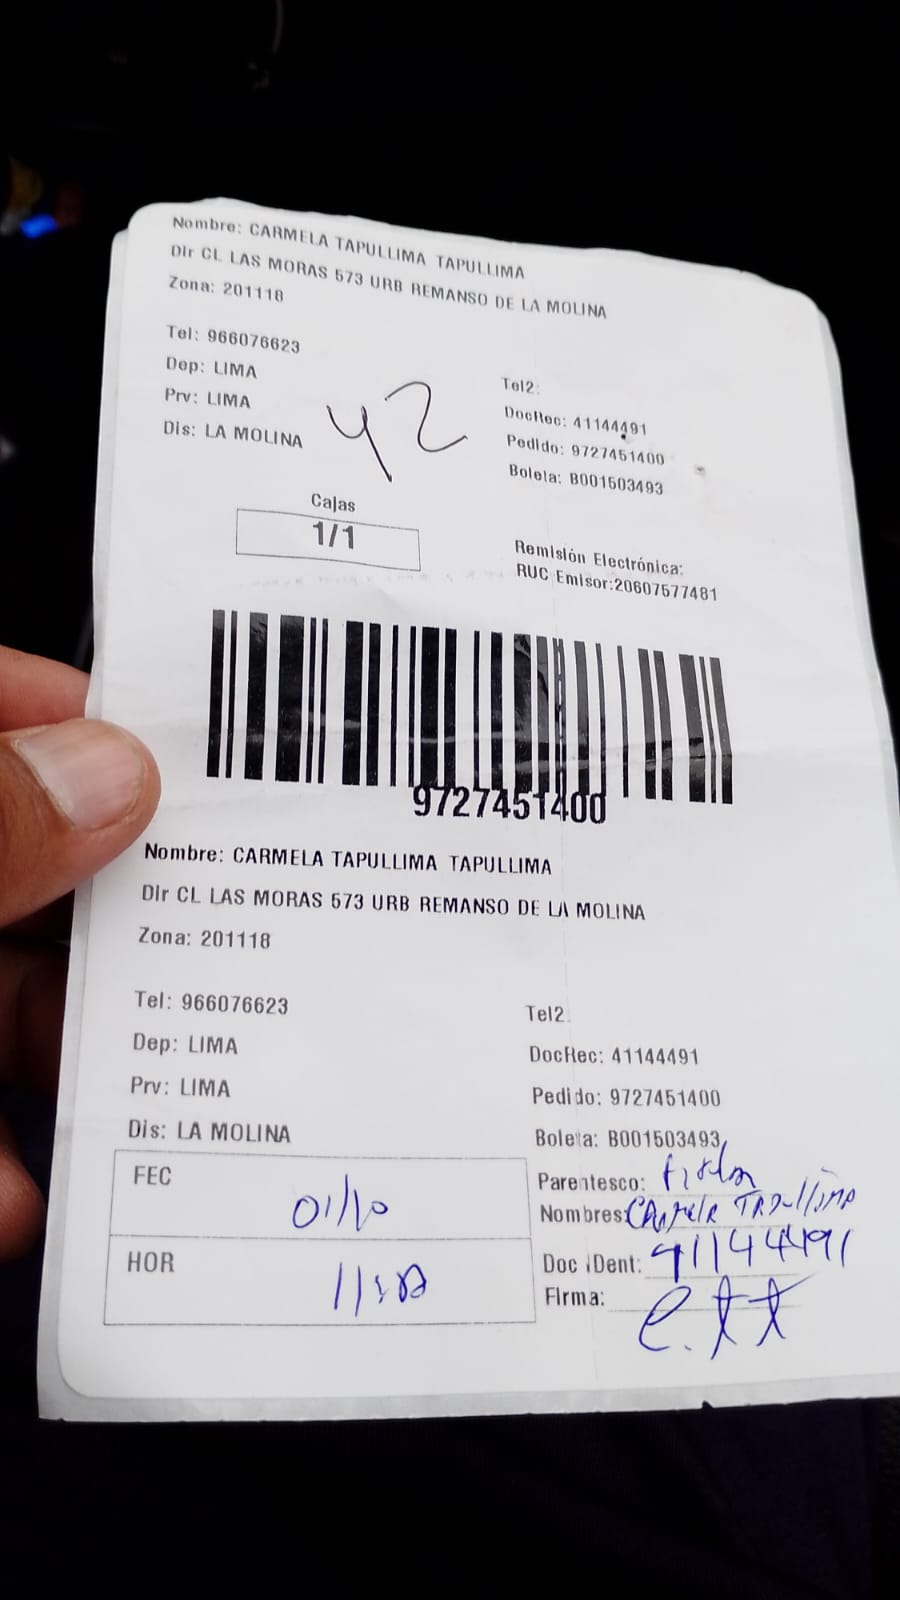 Nombre: CARMELA TAPULLIMA TAPULLIMA
Dir CL LAS MORAS 573 URB REMANSO DE LA MOLINA
Zona: 201118
Tel: 966076623
Dep: LIMA
Prv: LIMA
Dis: LA MOLINA
42
Tel2:
DocRec: 41144491
Pedido: 9727451400
Boleta: B001503493
Cajas
1/1
Remisión Electrónica:
RUC Emisor:20607577481
9727451400
Nombre: CARMELA TAPULLIMA TAPULLIMA
Dir CL LAS MORAS 573 URB REMANSO DE LA MOLINA
Zona: 201118
Tel: 966076623
Dep: LIMA
Prv: LIMA
Dis: LA MOLINA
Tel2:
DocRec: 41144491
Pedido: 9727451400
Boleta: B001503493
FEC 01/10
HOR
Parentesco:
Nombres: CARMELA TAPULLIMA
Doc IDent: 41144491
Firma: